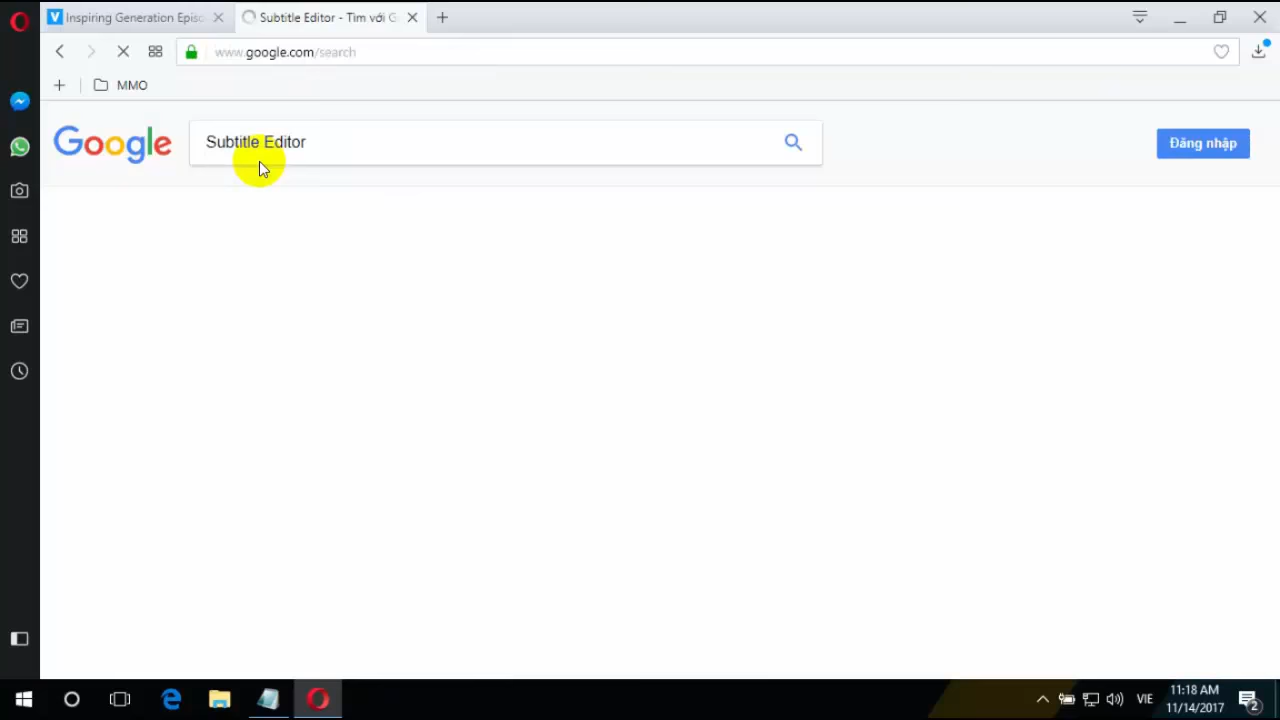 Inspiring Generation Episo
Subtitle Editor - Tìm với G
www.google.com/search
MMO
Google
Subtitle Editor
Đăng nhập
VIE
11:18 AM
11/14/2017
2